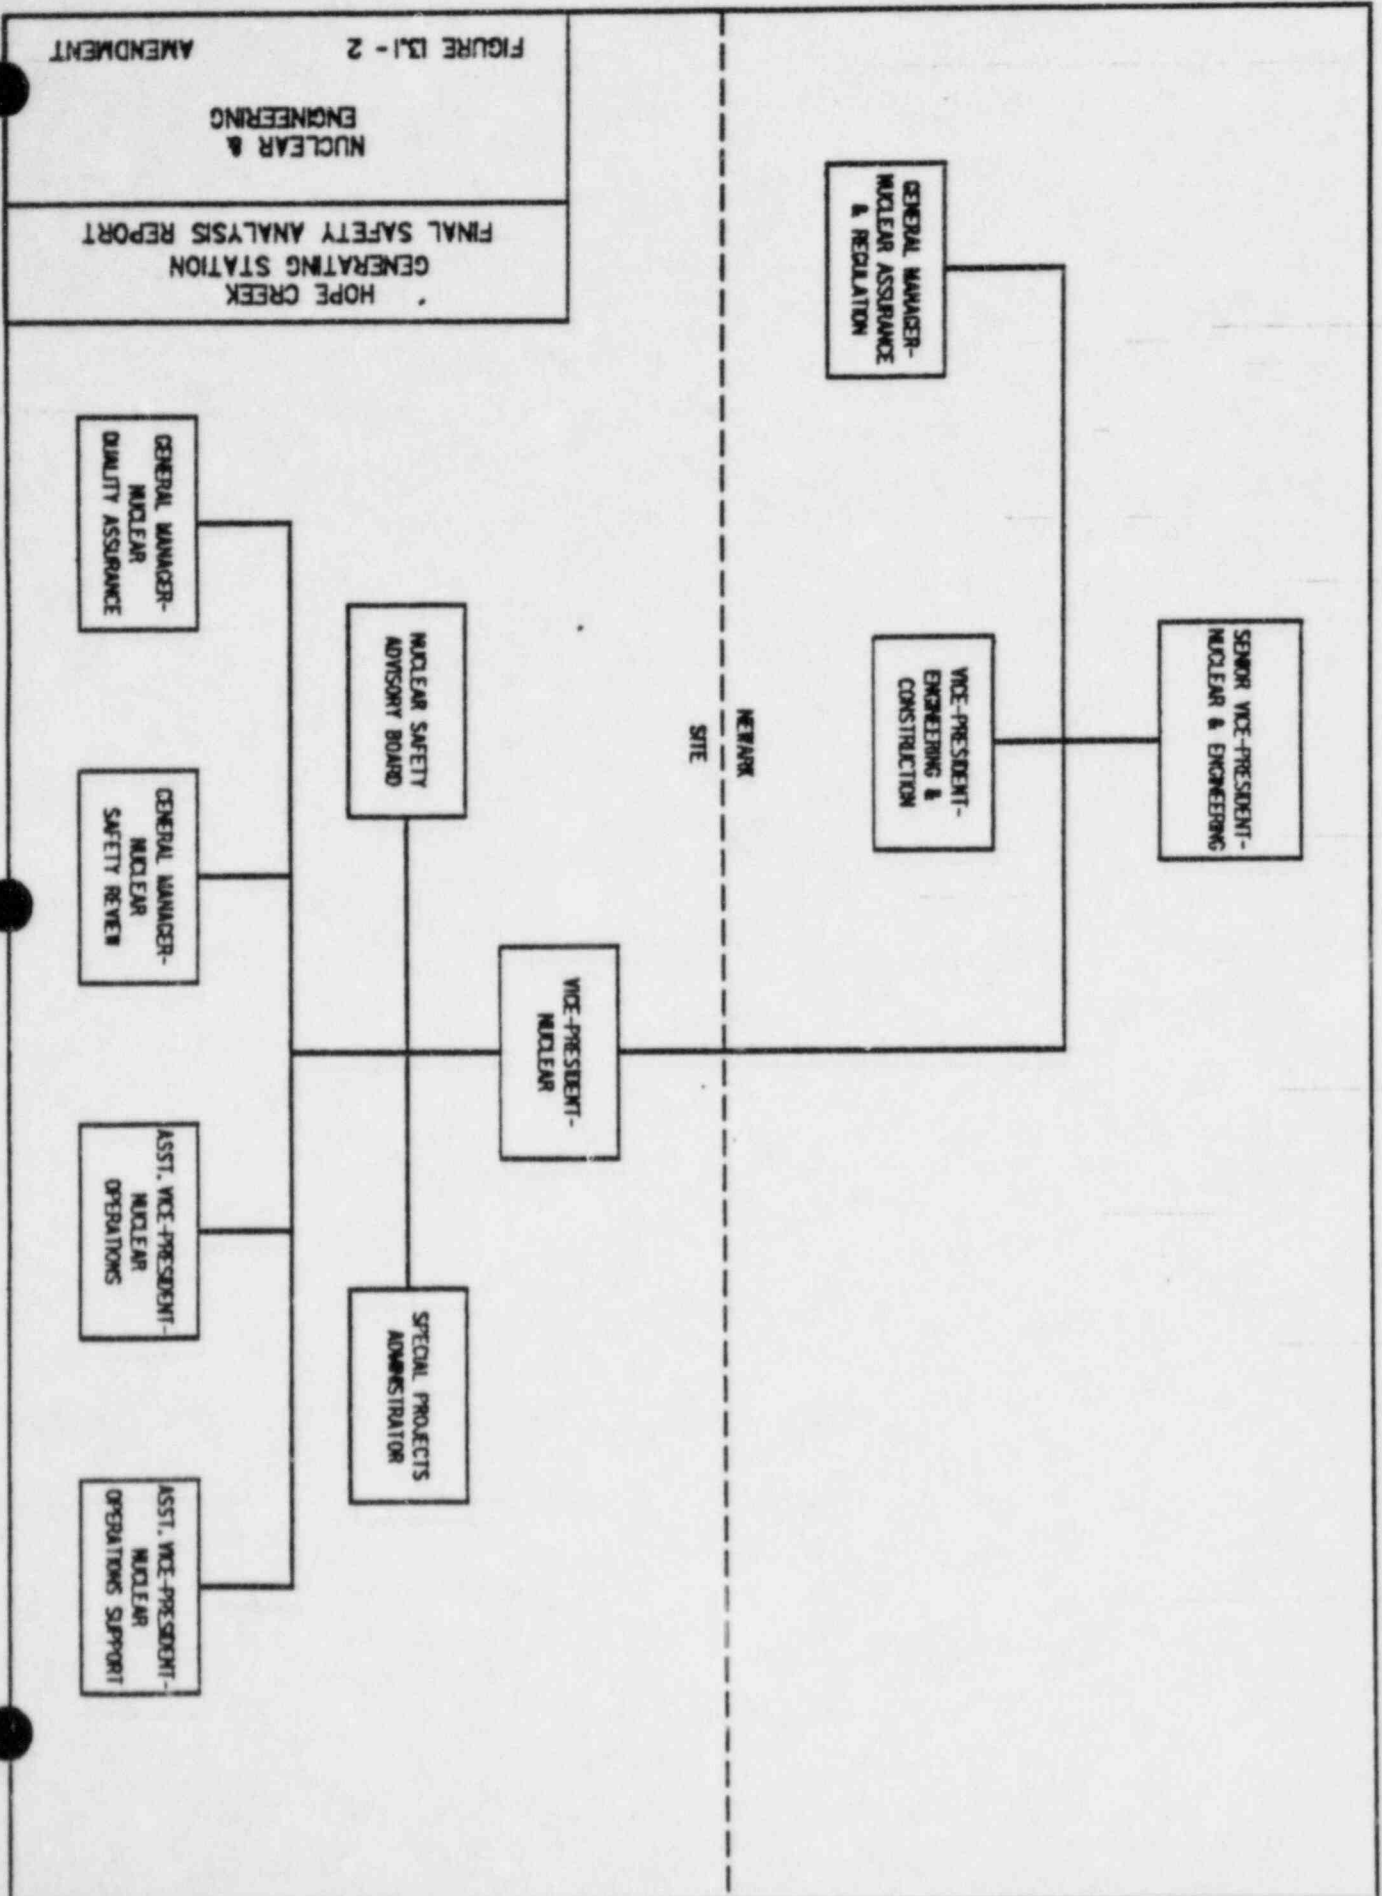 SENIOR VICE-PRESIDENT-
NUCLEAR & ENGINEERING
GENERAL MANAGER-
NUCLEAR ASSURANCE
& REGULATION
VICE-PRESIDENT-
ENGINEERING &
CONSTRUCTION
NEWARK
SITE
VICE-PRESIDENT-
NUCLEAR
NUCLEAR SAFETY
ADVISORY BOARD
SPECIAL PROJECTS
ADMINISTRATOR
GENERAL MANAGER-
NUCLEAR
QUALITY ASSURANCE
GENERAL MANAGER-
NUCLEAR
SAFETY REVIEW
ASST. VICE-PRESIDENT-
NUCLEAR
OPERATIONS
ASST. VICE-PRESIDENT-
NUCLEAR
OPERATIONS SUPPORT
HOPE CREEK
GENERATING STATION
FINAL SAFETY ANALYSIS REPORT
NUCLEAR &
ENGINEERING
FIGURE 13.1-2 AMENDMENT